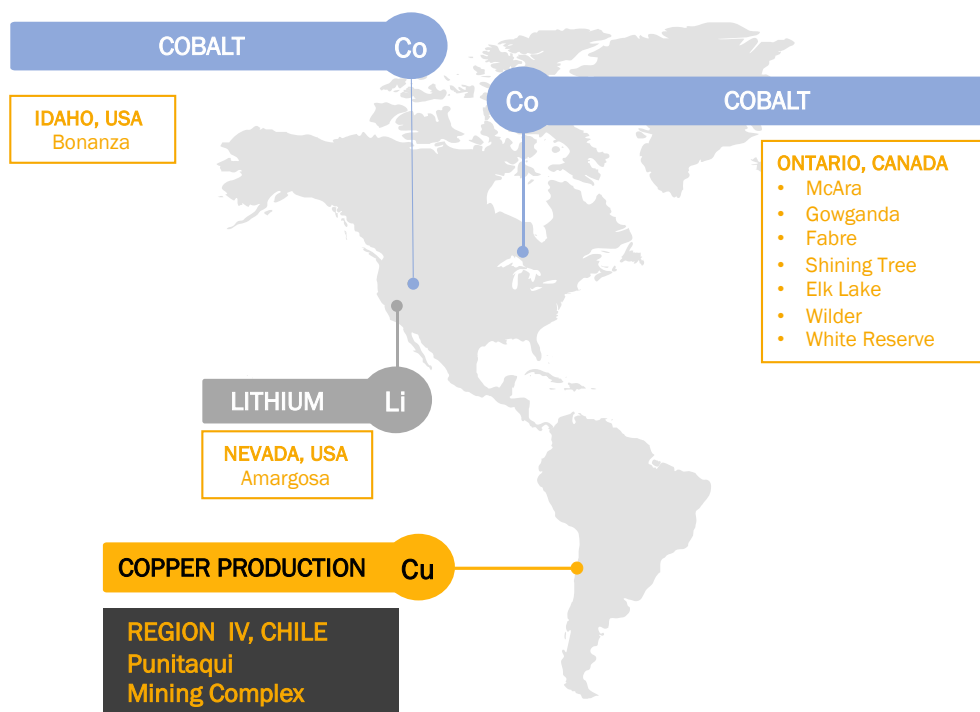 COBALT Co
IDAHO, USA
Bonanza
Co COBALT
ONTARIO, CANADA
• McAra
• Gowganda
• Fabre
• Shining Tree
• Elk Lake
• Wilder
• White Reserve
LITHIUM Li
NEVADA, USA
Amargosa
COPPER PRODUCTION Cu
REGION IV, CHILE
Punitaqui
Mining Complex